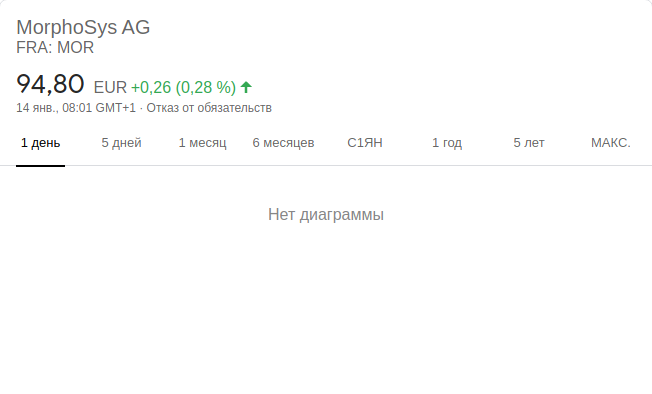 MorphoSys AG
FRA: MOR
94,80 EUR +0,26 (0,28 %)
14 янв., 08:01 GMT+1 · Отказ от обязательств
1 день 5 дней 1 месяц 6 месяцев С1ЯН 1 год 5 лет МАКС.
Нет диаграммы